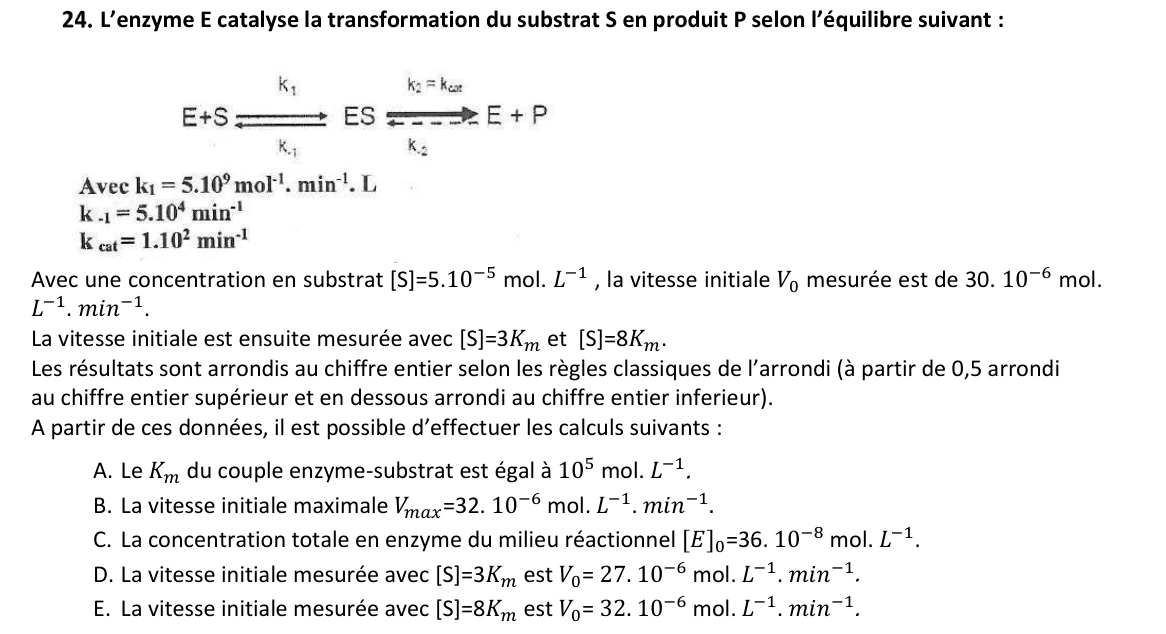 24. L’enzyme E catalyse la transformation du substrat S en produit P selon l’équilibre suivant :
k₁ k₂ = kcat
E+S ⇌ ES ⇌ E + P
K₋₁ k₋₂
Avec k₁ = 5.10⁹ mol⁻¹. min⁻¹. L
k ₋₁ = 5.10⁴ min⁻¹
k cat = 1.10² min⁻¹
Avec une concentration en substrat [S]=5.10⁻⁵ mol. L⁻¹ , la vitesse initiale V₀ mesurée est de 30. 10⁻⁶ mol.
L⁻¹. min⁻¹.
La vitesse initiale est ensuite mesurée avec [S]=3Kₘ et [S]=8Kₘ.
Les résultats sont arrondis au chiffre entier selon les règles classiques de l’arrondi (à partir de 0,5 arrondi
au chiffre entier supérieur et en dessous arrondi au chiffre entier inferieur).
A partir de ces données, il est possible d’effectuer les calculs suivants :
A. Le Kₘ du couple enzyme-substrat est égal à 10⁵ mol. L⁻¹.
B. La vitesse initiale maximale Vₘₐₓ=32. 10⁻⁶ mol. L⁻¹. min⁻¹.
C. La concentration totale en enzyme du milieu réactionnel [E]₀=36. 10⁻⁸ mol. L⁻¹.
D. La vitesse initiale mesurée avec [S]=3Kₘ est V₀= 27. 10⁻⁶ mol. L⁻¹. min⁻¹.
E. La vitesse initiale mesurée avec [S]=8Kₘ est V₀= 32. 10⁻⁶ mol. L⁻¹. min⁻¹.